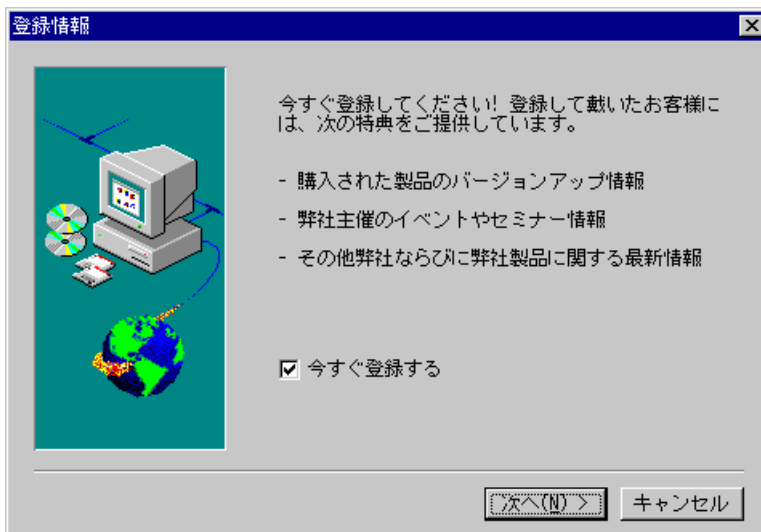 登録情報
今すぐ登録してください! 登録して戴いたお客様に
は、次の特典をご提供しています。
- 購入された製品のバージョンアップ情報
- 弊社主催のイベントやセミナー情報
- その他弊社ならびに弊社製品に関する最新情報
今すぐ登録する
次へ(N) >
キャンセル